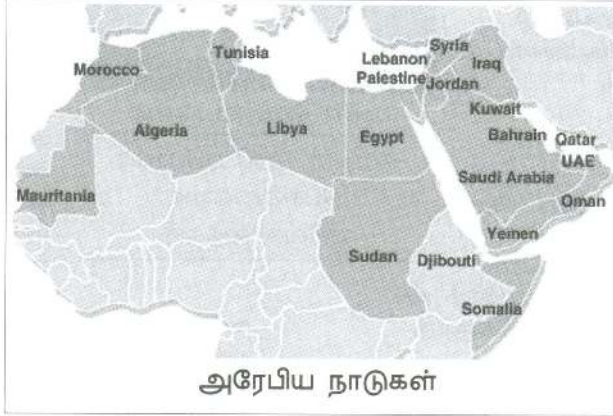 Morocco
Tunisia
Lebanon
Syria
Palestine
Iraq
Jordan
Algeria
Libya
Egypt
Kuwait
Bahrain
Qatar
UAE
Mauritania
Saudi Arabia
Oman
Yemen
Sudan
Djibouti
Somalia
அரேபிய நாடுகள்